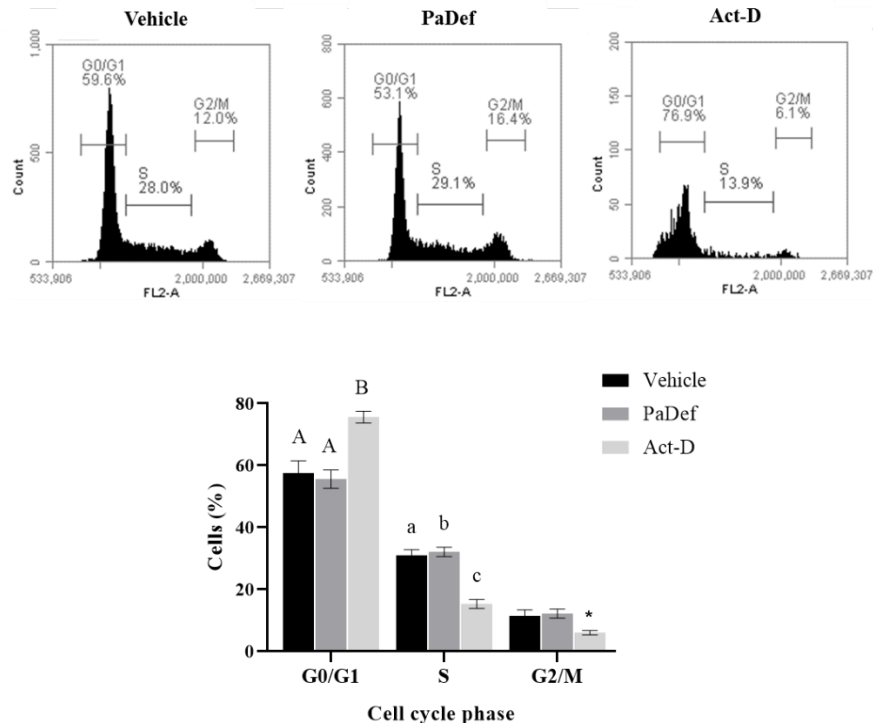 Vehicle
PaDef
Act-D
1,000
500
0
Count
G0/G1
59.6%
S
28.0%
G2/M
12.0%
533,906
2,000,000
2,669,307
FL2-A
800
600
400
200
0
Count
G0/G1
53.1%
S
29.1%
G2/M
16.4%
533,906
2,000,000
2,669,307
FL2-A
200
150
100
50
0
Count
G0/G1
76.9%
S
13.9%
G2/M
6.1%
533,906
2,000,000
2,669,307
FL2-A
Vehicle
PaDef
Act-D
80
60
40
20
0
Cells (%)
A
A
B
a
b
c
*
G0/G1
S
G2/M
Cell cycle phase